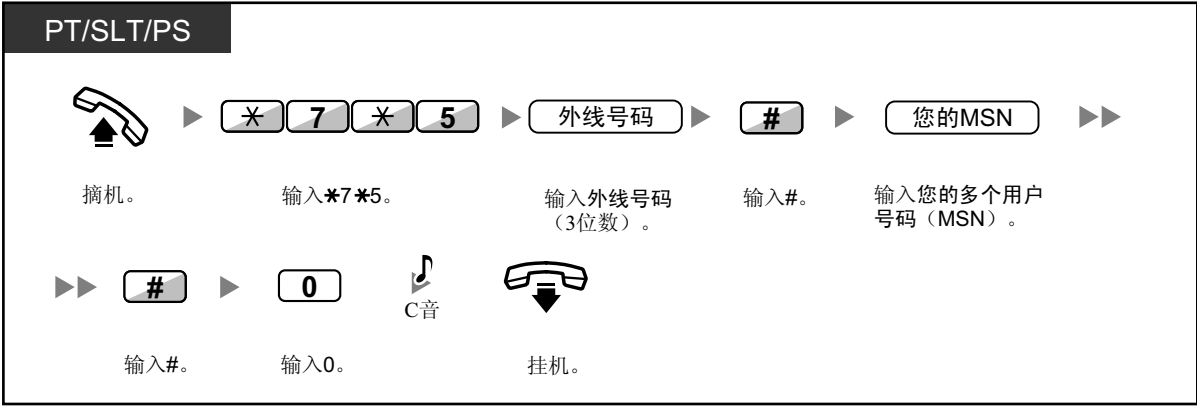 PT/SLT/PS
* 7 * 5 外线号码 # 您的MSN
摘机。 输入*7*5。 输入外线号码 输入#。 输入您的多个用户
（3位数）。 号码（MSN）。
# 0
C音
输入#。 输入0。 挂机。